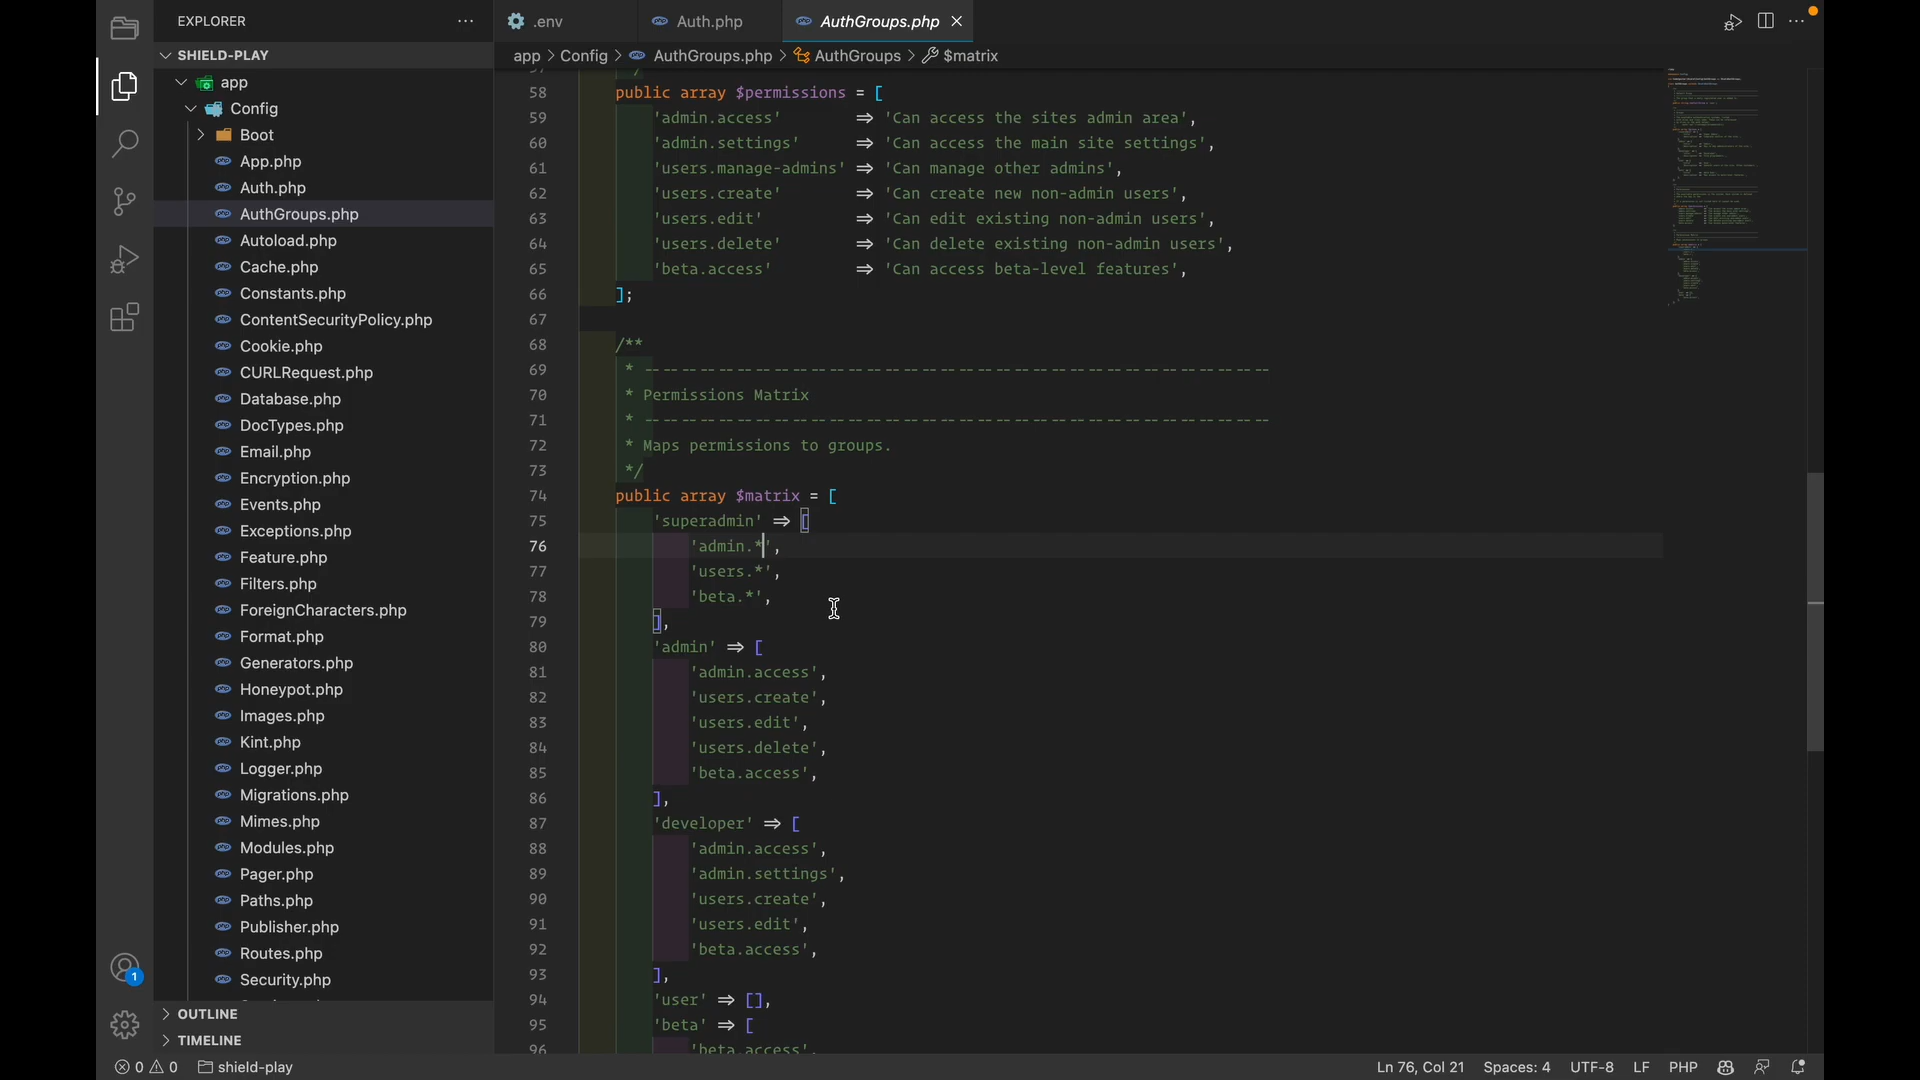 EXPLORER
SHIELD-PLAY
app
Config
Boot
App.php
Auth.php
AuthGroups.php
Autoload.php
Cache.php
Constants.php
ContentSecurityPolicy.php
Cookie.php
CURLRequest.php
Database.php
DocTypes.php
Email.php
Encryption.php
Events.php
Exceptions.php
Feature.php
Filters.php
ForeignCharacters.php
Format.php
Generators.php
Honeypot.php
Images.php
Kint.php
Logger.php
Migrations.php
Mimes.php
Modules.php
Pager.php
Paths.php
Publisher.php
Routes.php
Security.php
OUTLINE
TIMELINE
1
.env Auth.php AuthGroups.php
app > Config > AuthGroups.php > AuthGroups > $matrix
58 public array $permissions = [
59 'admin.access' => 'Can access the sites admin area',
60 'admin.settings' => 'Can access the main site settings',
61 'users.manage-admins' => 'Can manage other admins',
62 'users.create' => 'Can create new non-admin users',
63 'users.edit' => 'Can edit existing non-admin users',
64 'users.delete' => 'Can delete existing non-admin users',
65 'beta.access' => 'Can access beta-level features',
66 ];
67
68 /**
69 * --------------------------------------------------------------------
70 * Permissions Matrix
71 * --------------------------------------------------------------------
72 * Maps permissions to groups.
73 */
74 public array $matrix = [
75 'superadmin' => [
76 'admin.*',
77 'users.*',
78 'beta.*',
79 ],
80 'admin' => [
81 'admin.access',
82 'users.create',
83 'users.edit',
84 'users.delete',
85 'beta.access',
86 ],
87 'developer' => [
88 'admin.access',
89 'admin.settings',
90 'users.create',
91 'users.edit',
92 'beta.access',
93 ],
94 'user' => [],
95 'beta' => [
96 'beta.access',
0 0 shield-play Ln 76, Col 21 Spaces: 4 UTF-8 LF PHP